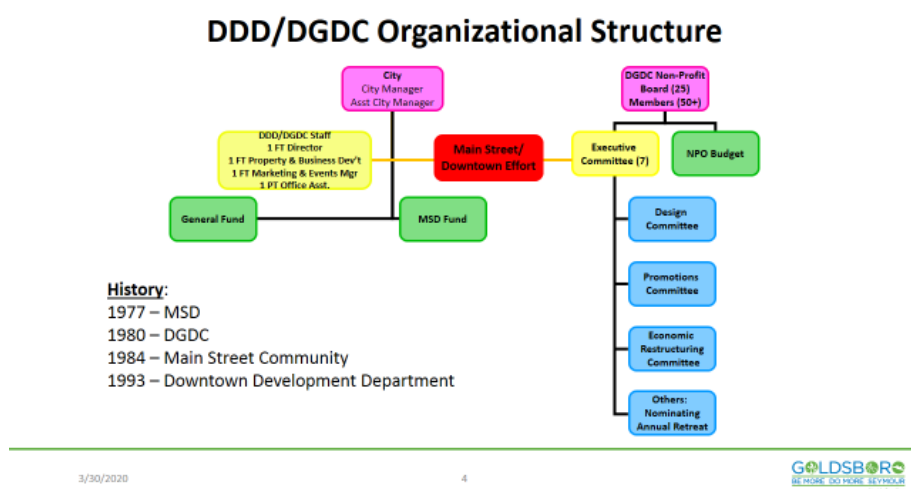 DDD/DGDC Organizational Structure
City
City Manager
Asst City Manager
DGDC Non-Profit
Board (25)
Members (50+)
DDD/DGDC Staff
1 FT Director
1 FT Property & Business Dev't
1 FT Marketing & Events Mgr
1 PT Office Asst.
Main Street/
Downtown Effort
Executive
Committee (7)
NPO Budget
General Fund
MSD Fund
Design
Committee
Promotions
Committee
Economic
Restructuring
Committee
Others:
Nominating
Annual Retreat
History:
1977 – MSD
1980 – DGDC
1984 – Main Street Community
1993 – Downtown Development Department
3/30/2020
4
GOLDSBORO
BE MORE DO MORE SEYMOUR